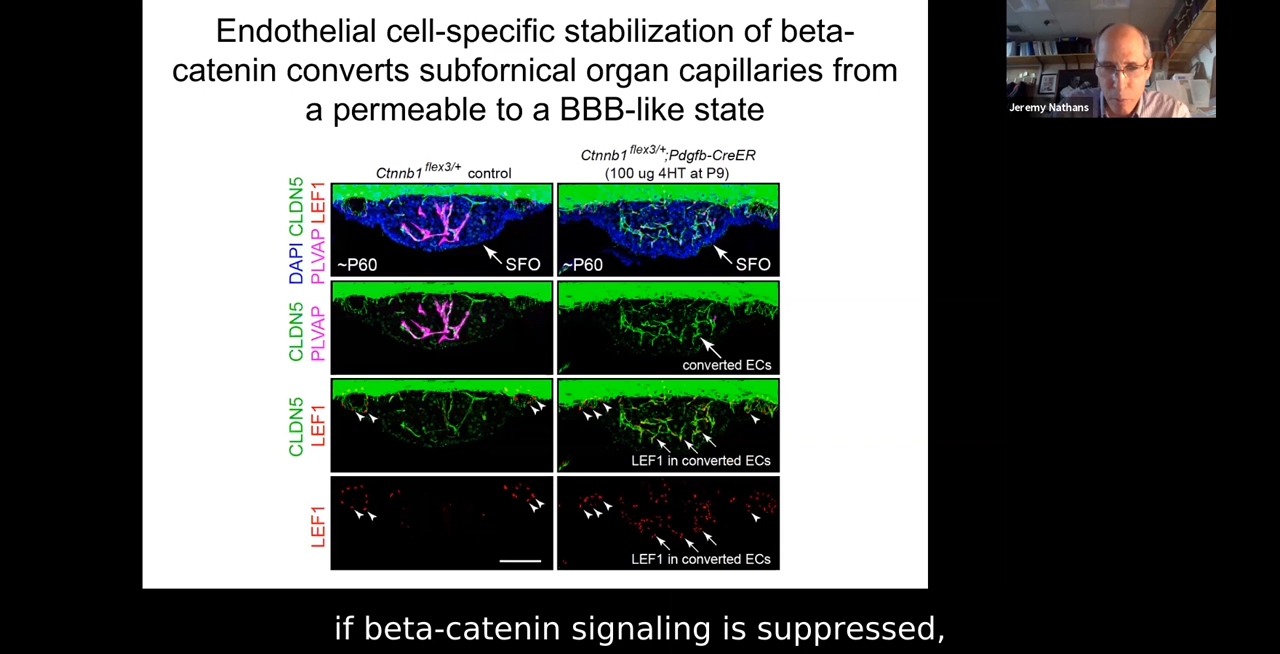 Endothelial cell-specific stabilization of beta-
catenin converts subfornical organ capillaries from
a permeable to a BBB-like state
Jeremy Nathans
Ctnnb1 flex3/+ control
Ctnnb1 flex3/+;Pdgfb-CreER
(100 ug 4HT at P9)
DAPI CLDN5
PLVAP LEF1
~P60
SFO
~P60
SFO
CLDN5
PLVAP
converted ECs
CLDN5
LEF1
LEF1 in converted ECs
LEF1
LEF1 in converted ECs
if beta-catenin signaling is suppressed,